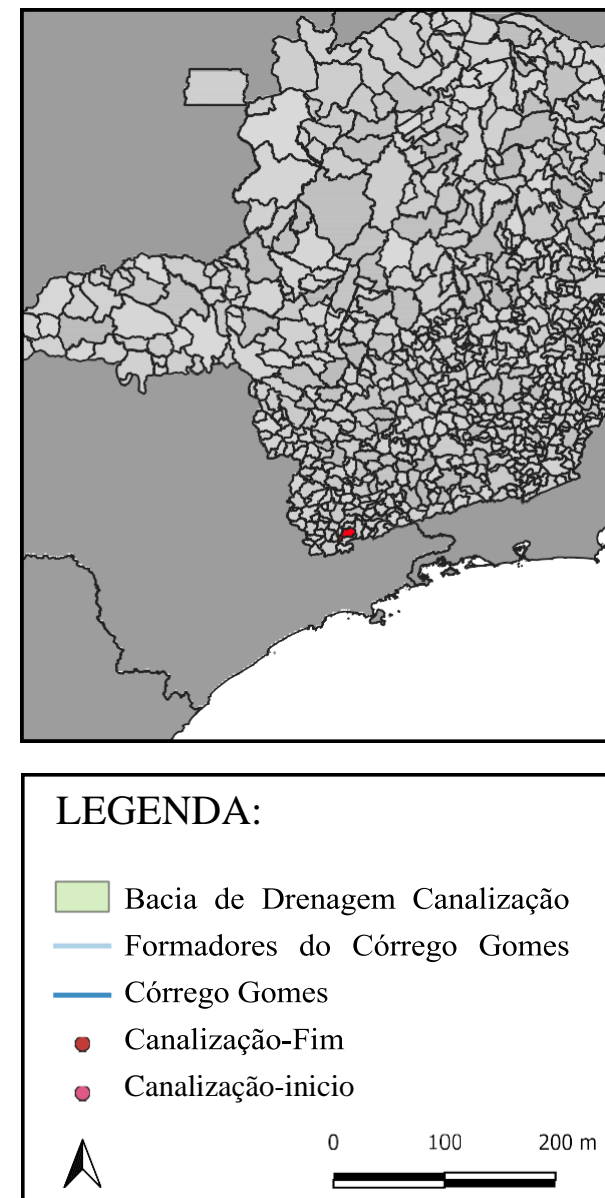 LEGENDA:
Bacia de Drenagem Canalização
Formadores do Córrego Gomes
Córrego Gomes
Canalização-Fim
Canalização-inicio
0 100 200 m